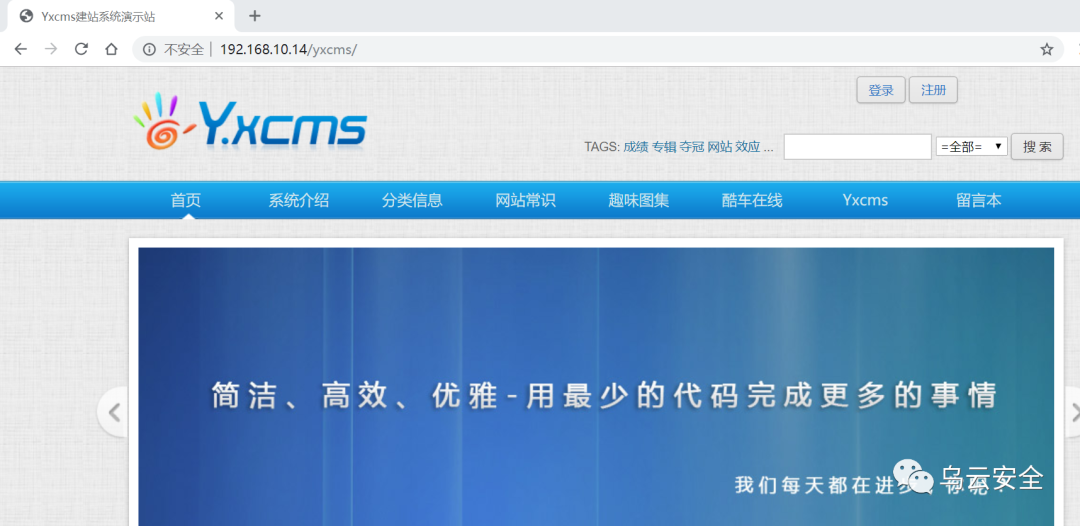 Yxcms建站系统演示站
不安全 | 192.168.10.14/yxcms/
登录 注册
Yxcms
TAGS: 成绩 专辑 夺冠 网站 效应 ... =全部= 搜 索
首页 系统介绍 分类信息 网站常识 趣味图集 酷车在线 Yxcms 留言本
简洁、高效、优雅-用最少的代码完成更多的事情
我们每天都在进步
乌云安全